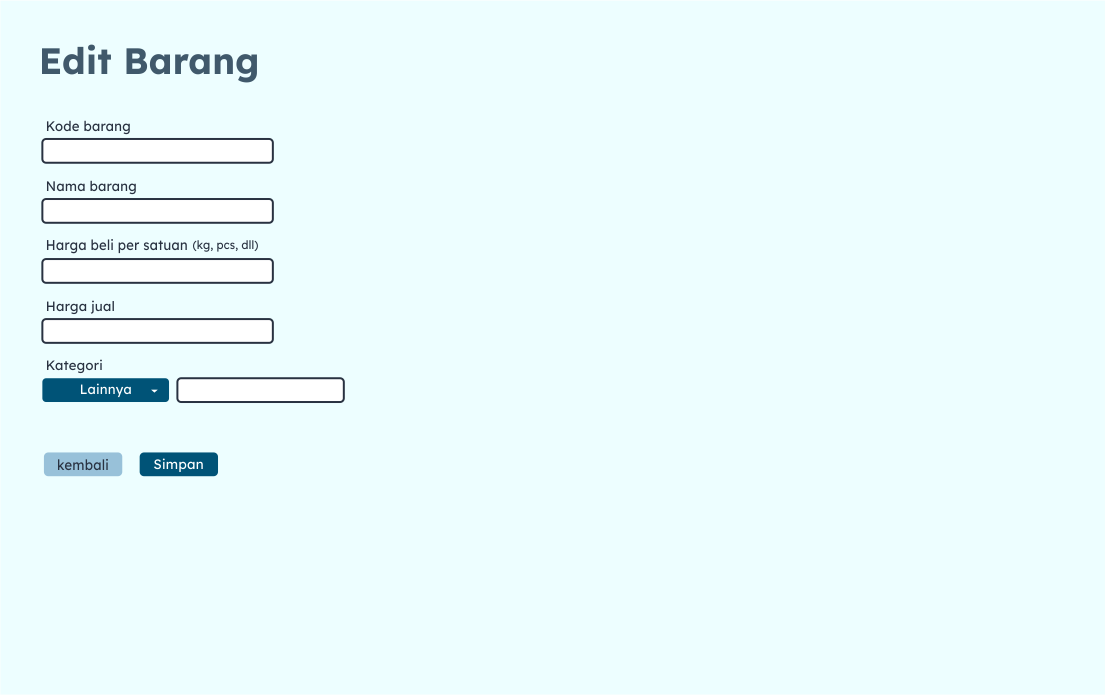 Edit Barang
Kode barang
Nama barang
Harga beli per satuan (kg, pcs, dll)
Harga jual
Kategori
Lainnya
kembali Simpan